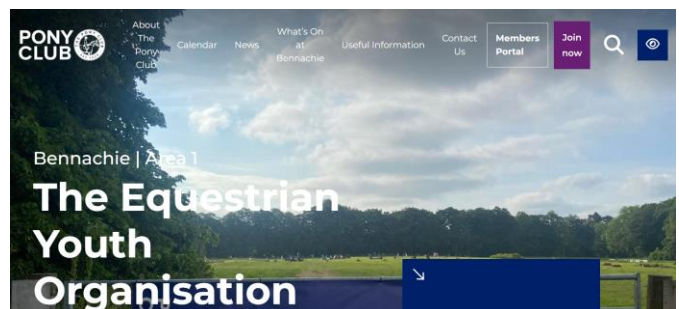 PONY
CLUB
About
The
Pony
Club
Calendar
News
What's On
at
Bennachie
Useful Information
Contact
Us
Members
Portal
Join
now
Bennachie | Area 1
The Equestrian
Youth
Organisation